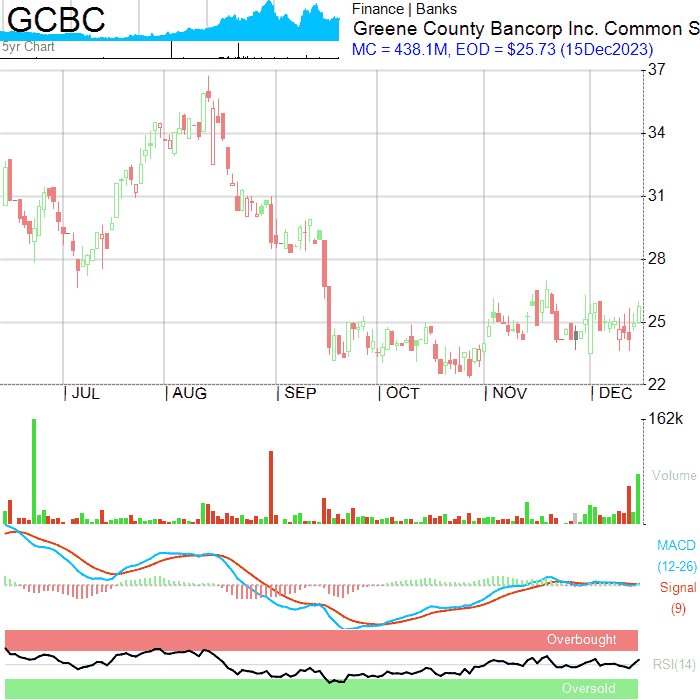 GCBC
5yr Chart
Finance | Banks
Greene County Bancorp Inc. Common S
MC = 438.1M, EOD = $25.73 (15Dec2023)
37
34
31
28
25
22
JUL
AUG
SEP
OCT
NOV
DEC
162k
Volume
MACD
(12-26)
Signal
(9)
Overbought
RSI(14)
Oversold